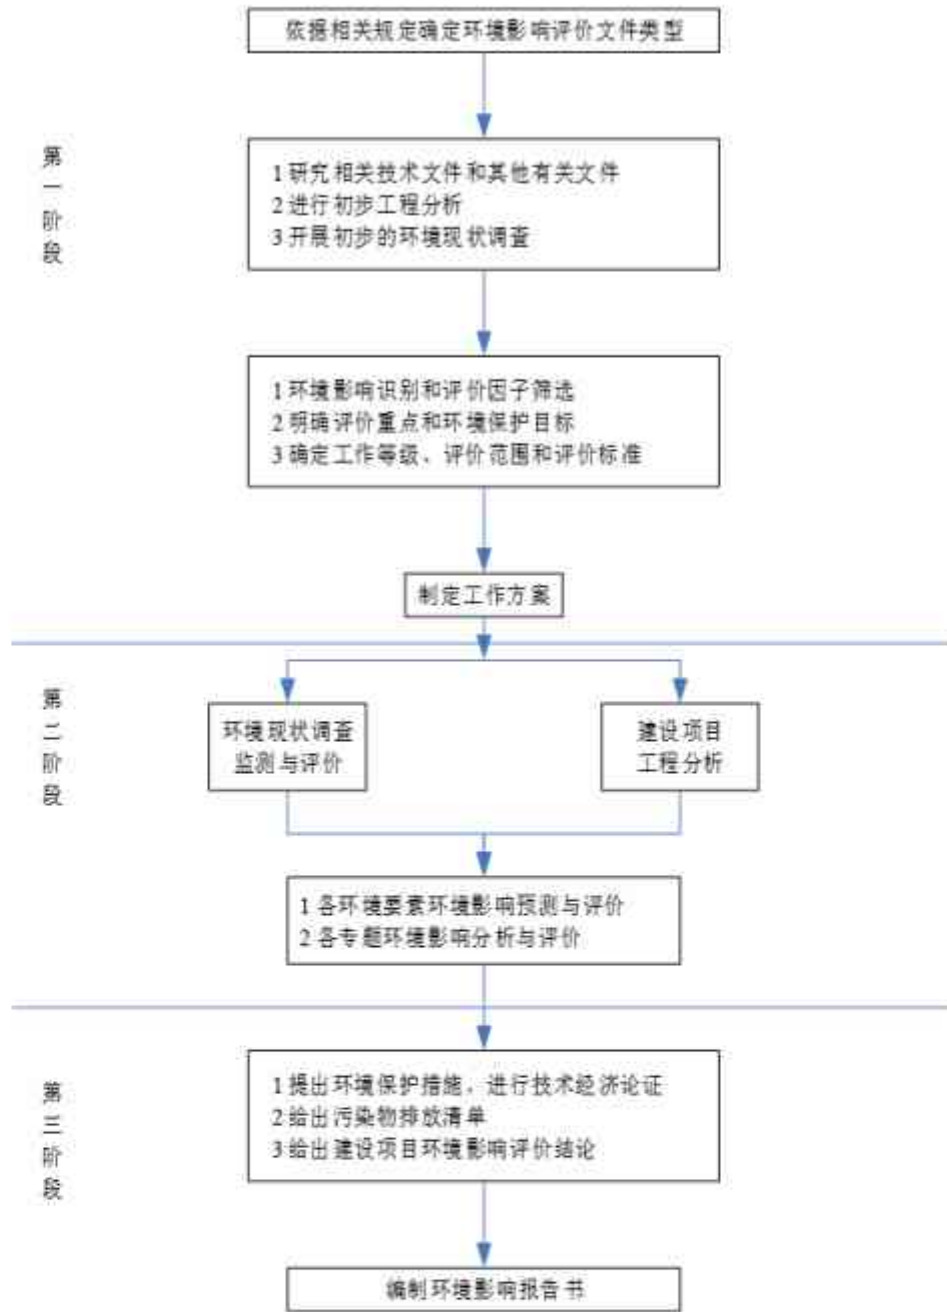 依据相关规定确定环境影响评价文件类型
第一阶段
1 研究相关技术文件和其他有关文件
2 进行初步工程分析
3 开展初步的环境现状调查
1 环境影响识别和评价因子筛选
2 明确评价重点和环境保护目标
3 确定工作等级、评价范围和评价标准
制定工作方案
第二阶段
环境现状调查
监测与评价
建设项目
工程分析
1 各环境要素环境影响预测与评价
2 各专题环境影响分析与评价
第三阶段
1 提出环境保护措施、进行技术经济论证
2 给出污染物排放清单
3 给出建设项目环境影响评价结论
编制环境影响报告书